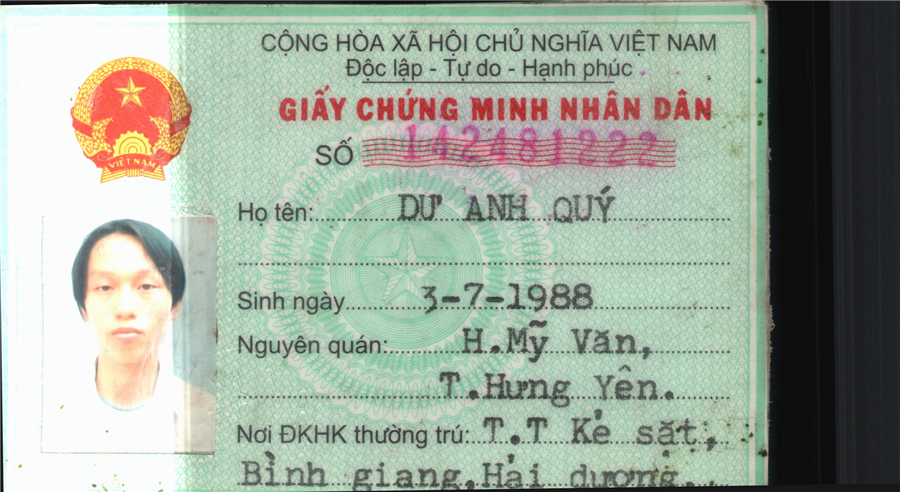 CỘNG HÒA XÃ HỘI CHỦ NGHĨA VIỆT NAM
Độc lập - Tự do - Hạnh phúc
GIẤY CHỨNG MINH NHÂN DÂN
SỐ 142481222
VIỆT NAM
Họ tên: DƯ ANH QUÝ
Sinh ngày 3-7-1988
Nguyên quán: H.Mỹ Văn,
T.Hưng Yên.
Nơi ĐKHK thường trú: T.T Kẻ sặt,
Bình giang, Hải dương.